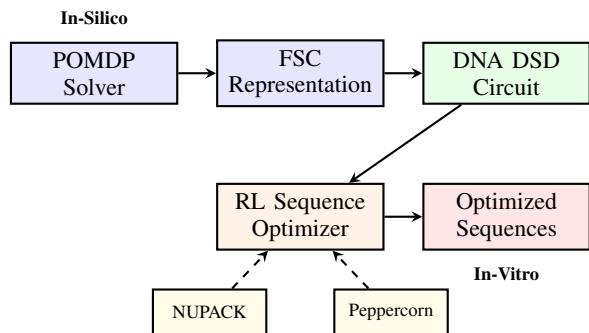 In-Silico
POMDP
Solver
FSC
Representation
DNA DSD
Circuit
RL Sequence
Optimizer
Optimized
Sequences
In-Vitro
NUPACK
Peppercorn